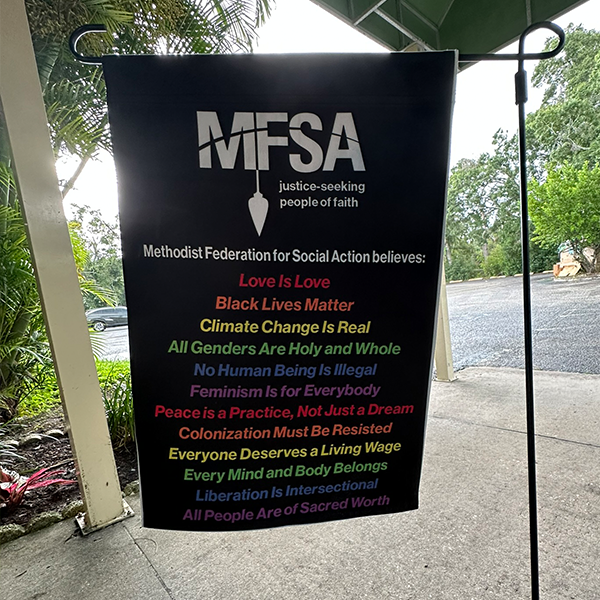 MFSA
justice-seeking
people of faith
Methodist Federation for Social Action believes:
Love Is Love
Black Lives Matter
Climate Change Is Real
All Genders Are Holy and Whole
No Human Being Is Illegal
Feminism Is for Everybody
Peace is a Practice, Not Just a Dream
Colonization Must Be Resisted
Everyone Deserves a Living Wage
Every Mind and Body Belongs
Liberation Is Intersectional
All People Are of Sacred Worth